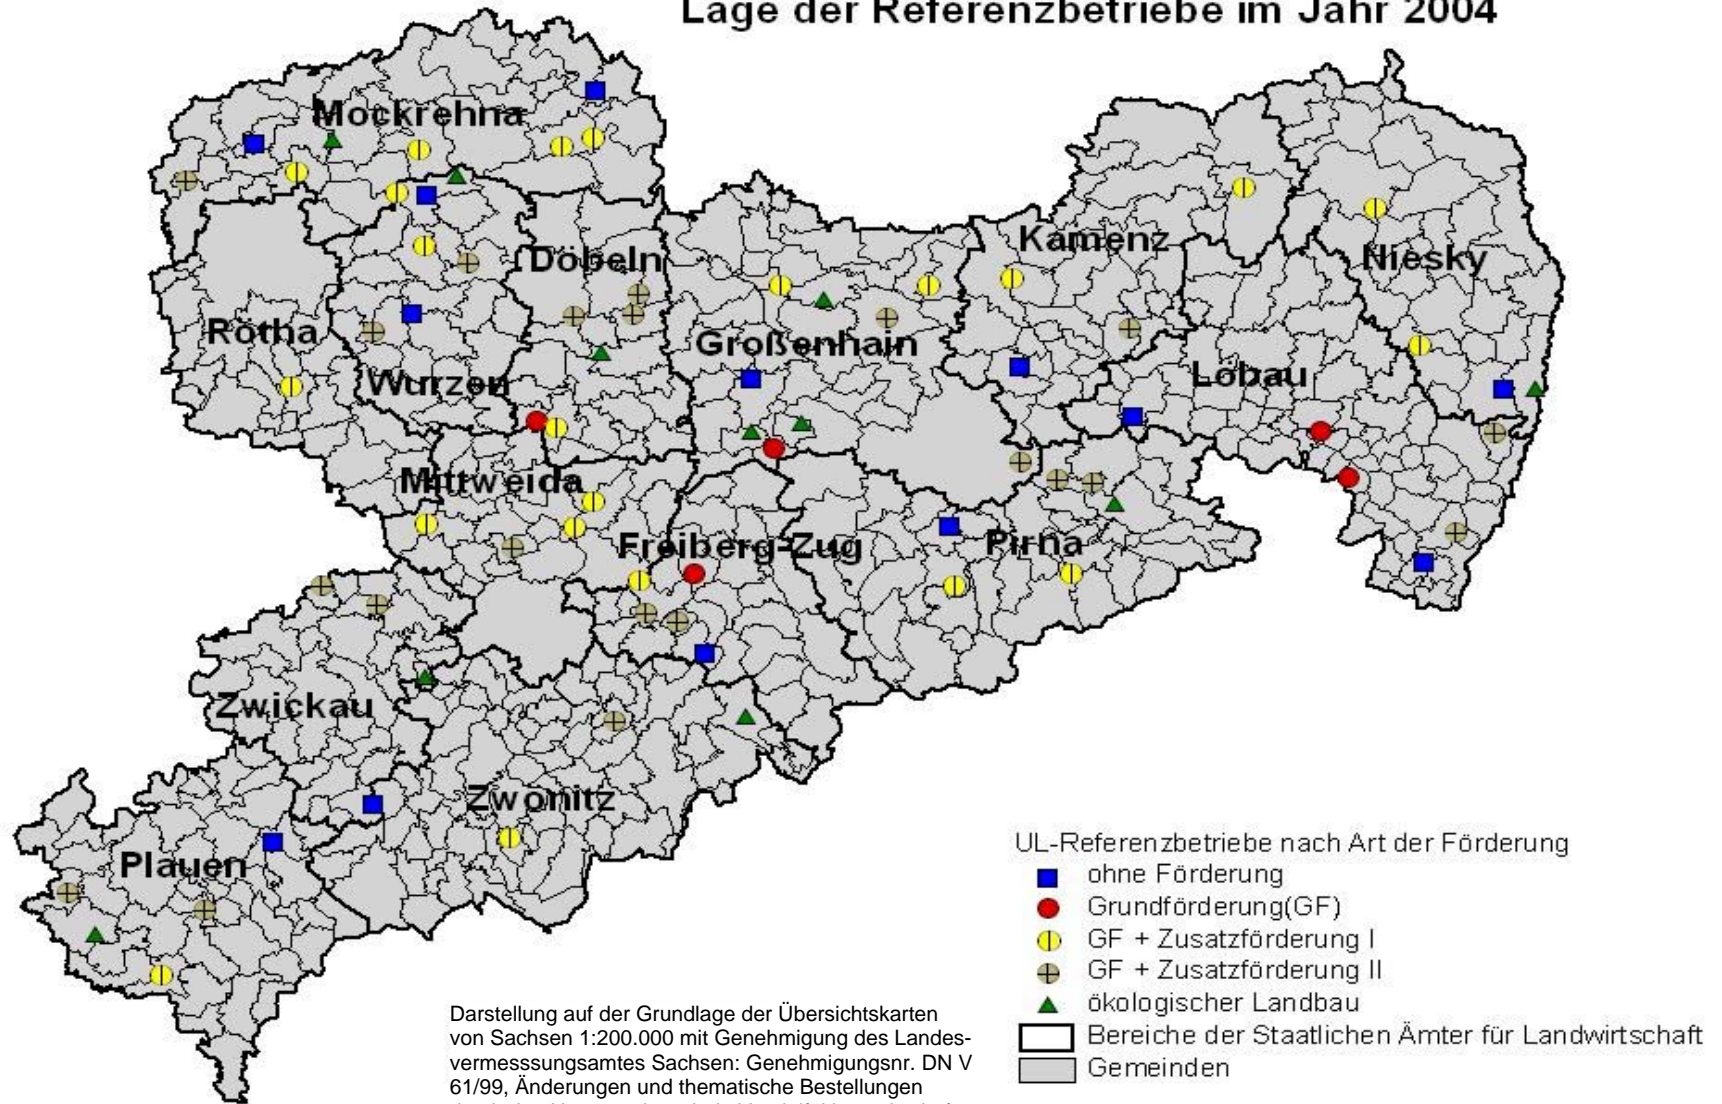 Lage der Referenzbetriebe im Jahr 2004
Mockrehna
Döbeln
Kamenz
Niesky
Rötha
Großenhain
Wurzen
Löbau
Mittweida
Freiberg-Zug
Pirna
Zwickau
Zwönitz
Plauen
UL-Referenzbetriebe nach Art der Förderung
ohne Förderung
Grundförderung(GF)
GF + Zusatzförderung I
GF + Zusatzförderung II
ökologischer Landbau
Bereiche der Staatlichen Ämter für Landwirtschaft
Gemeinden
Darstellung auf der Grundlage der Übersichtskarten
von Sachsen 1:200.000 mit Genehmigung des Landes-
vermesssungsamtes Sachsen: Genehmigungsnr. DN V
61/99, Änderungen und thematische Bestellungen